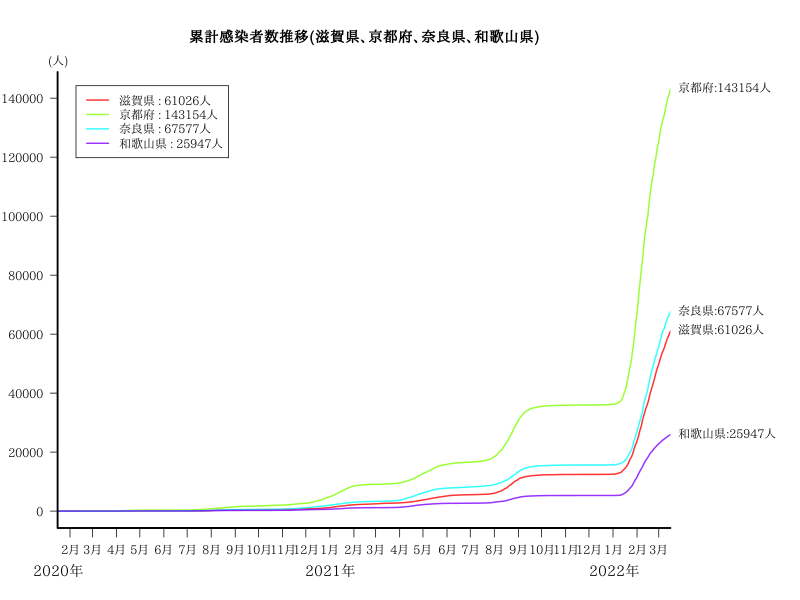 累計感染者数推移(滋賀県、京都府、奈良県、和歌山県)
(人)
滋賀県 : 61026人
京都府 : 143154人
奈良県 : 67577人
和歌山県 : 25947人
140000
120000
100000
80000
60000
40000
20000
0
京都府:143154人
奈良県:67577人
滋賀県:61026人
和歌山県:25947人
2月 3月 4月 5月 6月 7月 8月 9月 10月 11月 12月 1月 2月 3月 4月 5月 6月 7月 8月 9月 10月 11月 12月 1月 2月 3月
2020年 2021年 2022年